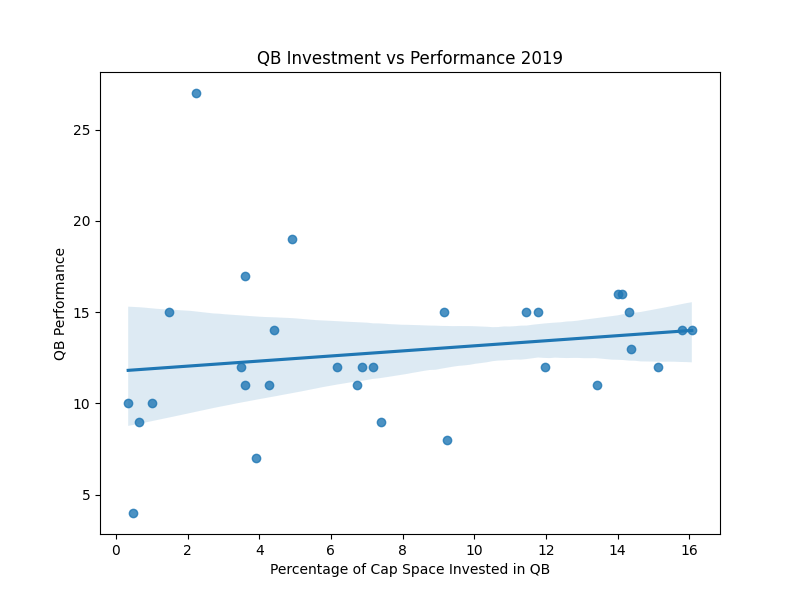 QB Investment vs Performance 2019
25
20
15
10
5
QB Performance
0 2 4 6 8 10 12 14 16
Percentage of Cap Space Invested in QB